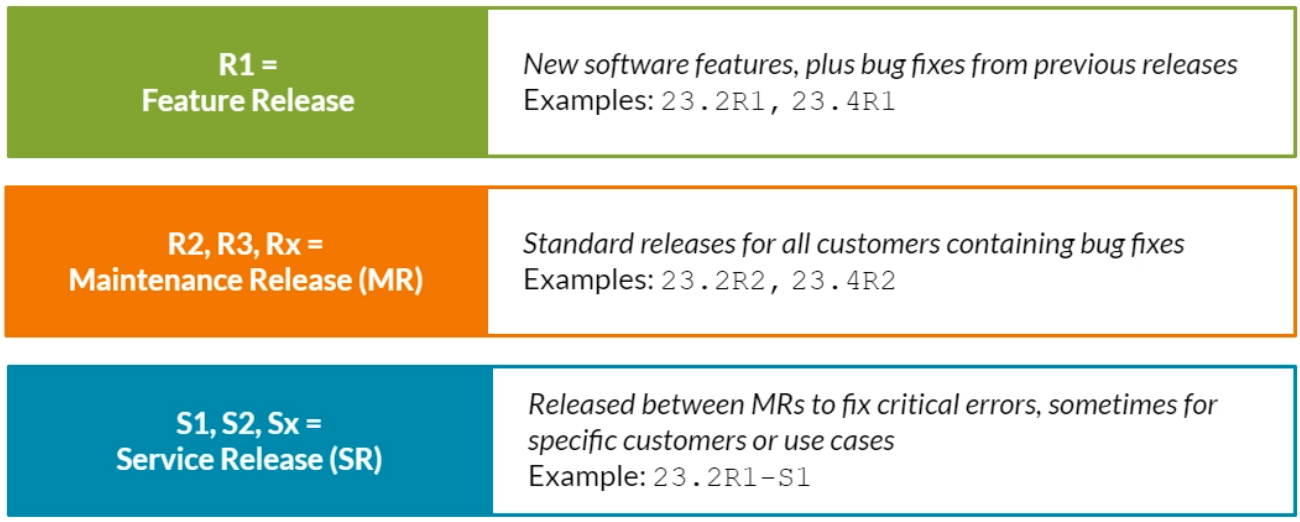 R1 =
Feature Release
New software features, plus bug fixes from previous releases
Examples: 23.2R1, 23.4R1
R2, R3, Rx =
Maintenance Release (MR)
Standard releases for all customers containing bug fixes
Examples: 23.2R2, 23.4R2
S1, S2, Sx =
Service Release (SR)
Released between MRs to fix critical errors, sometimes for
specific customers or use cases
Example: 23.2R1-S1